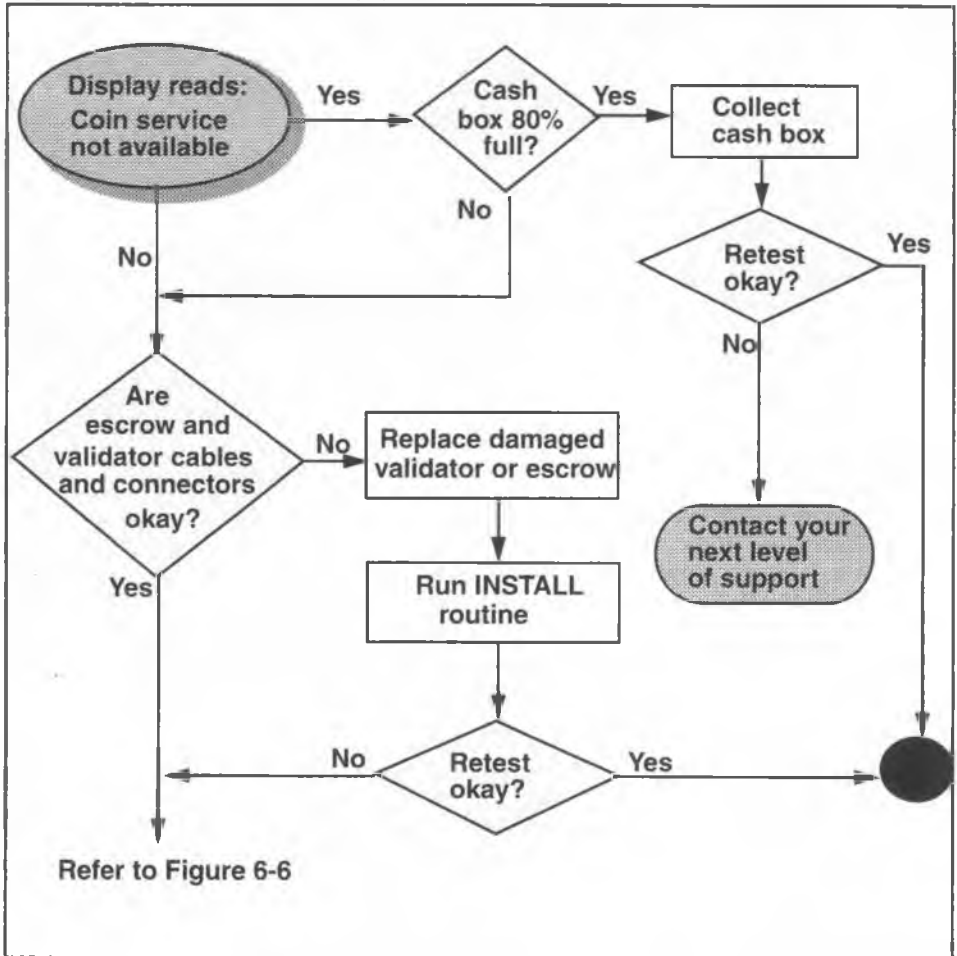 Display reads:
Coin service
not available
Yes
Cash
box 80%
full?
Yes
Collect
cash box
No
No
Retest
okay?
Yes
No
Are
escrow and
validator cables
and connectors
okay?
No
Replace damaged
validator or escrow
Contact your
next level
of support
Yes
Run INSTALL
routine
No
Retest
okay?
Yes
Refer to Figure 6-6